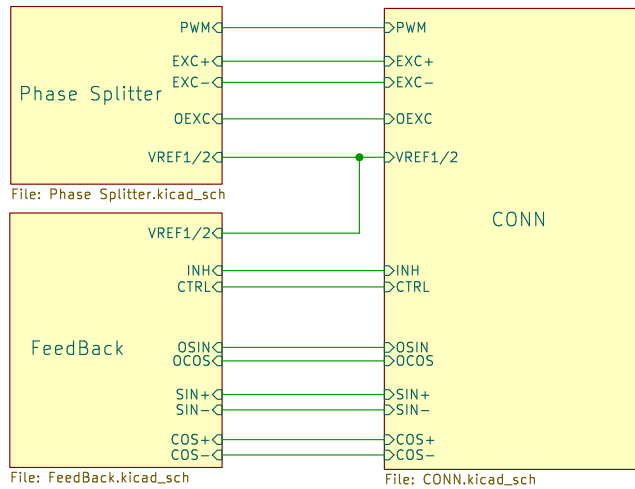 PWM
EXC+
EXC-
Phase Splitter
OEXC
VREF1/2
File: Phase Splitter.kicad_sch
VREF1/2
INH
CTRL
FeedBack
OSIN
OCOS
SIN+
SIN-
COS+
COS-
File: FeedBack.kicad_sch
PWM
EXC+
EXC-
OEXC
VREF1/2
CONN
INH
CTRL
OSIN
OCOS
SIN+
SIN-
COS+
COS-
File: CONN.kicad_sch